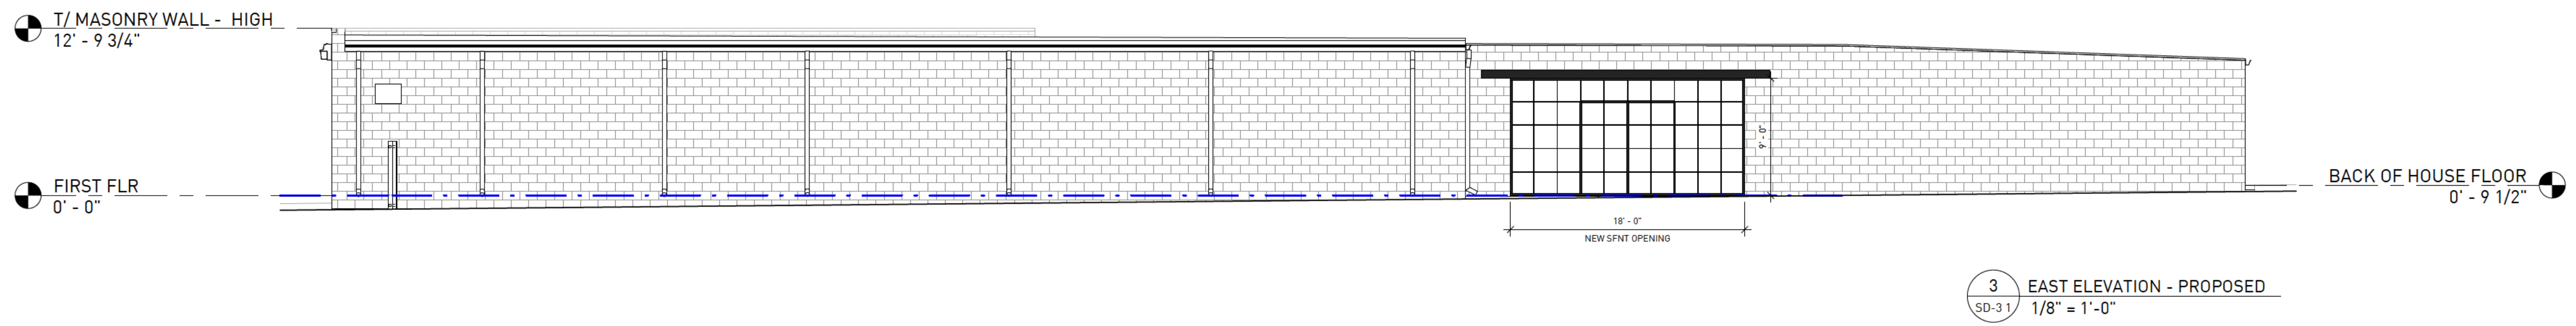 T/ MASONRY WALL - HIGH
12' - 9 3/4"
FIRST FLR
0' - 0"
9' - 0"
18' - 0"
NEW SFNT OPENING
BACK OF HOUSE FLOOR
0' - 9 1/2"
3
SD-3 1
EAST ELEVATION - PROPOSED
1/8" = 1'-0"